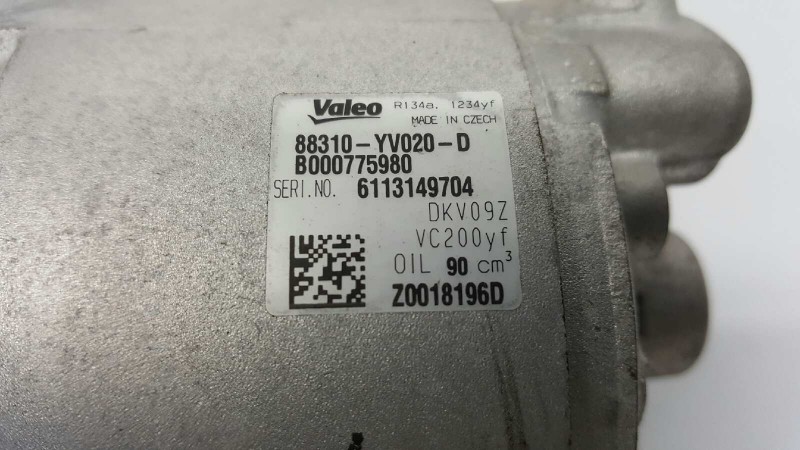 Valeo R134a, 1234yf
MADE IN CZECH
88310-YV020-D
B000775980
SERI.NO. 6113149704
DKV09Z
VC200yf
OIL 90 cm³
Z0018196D